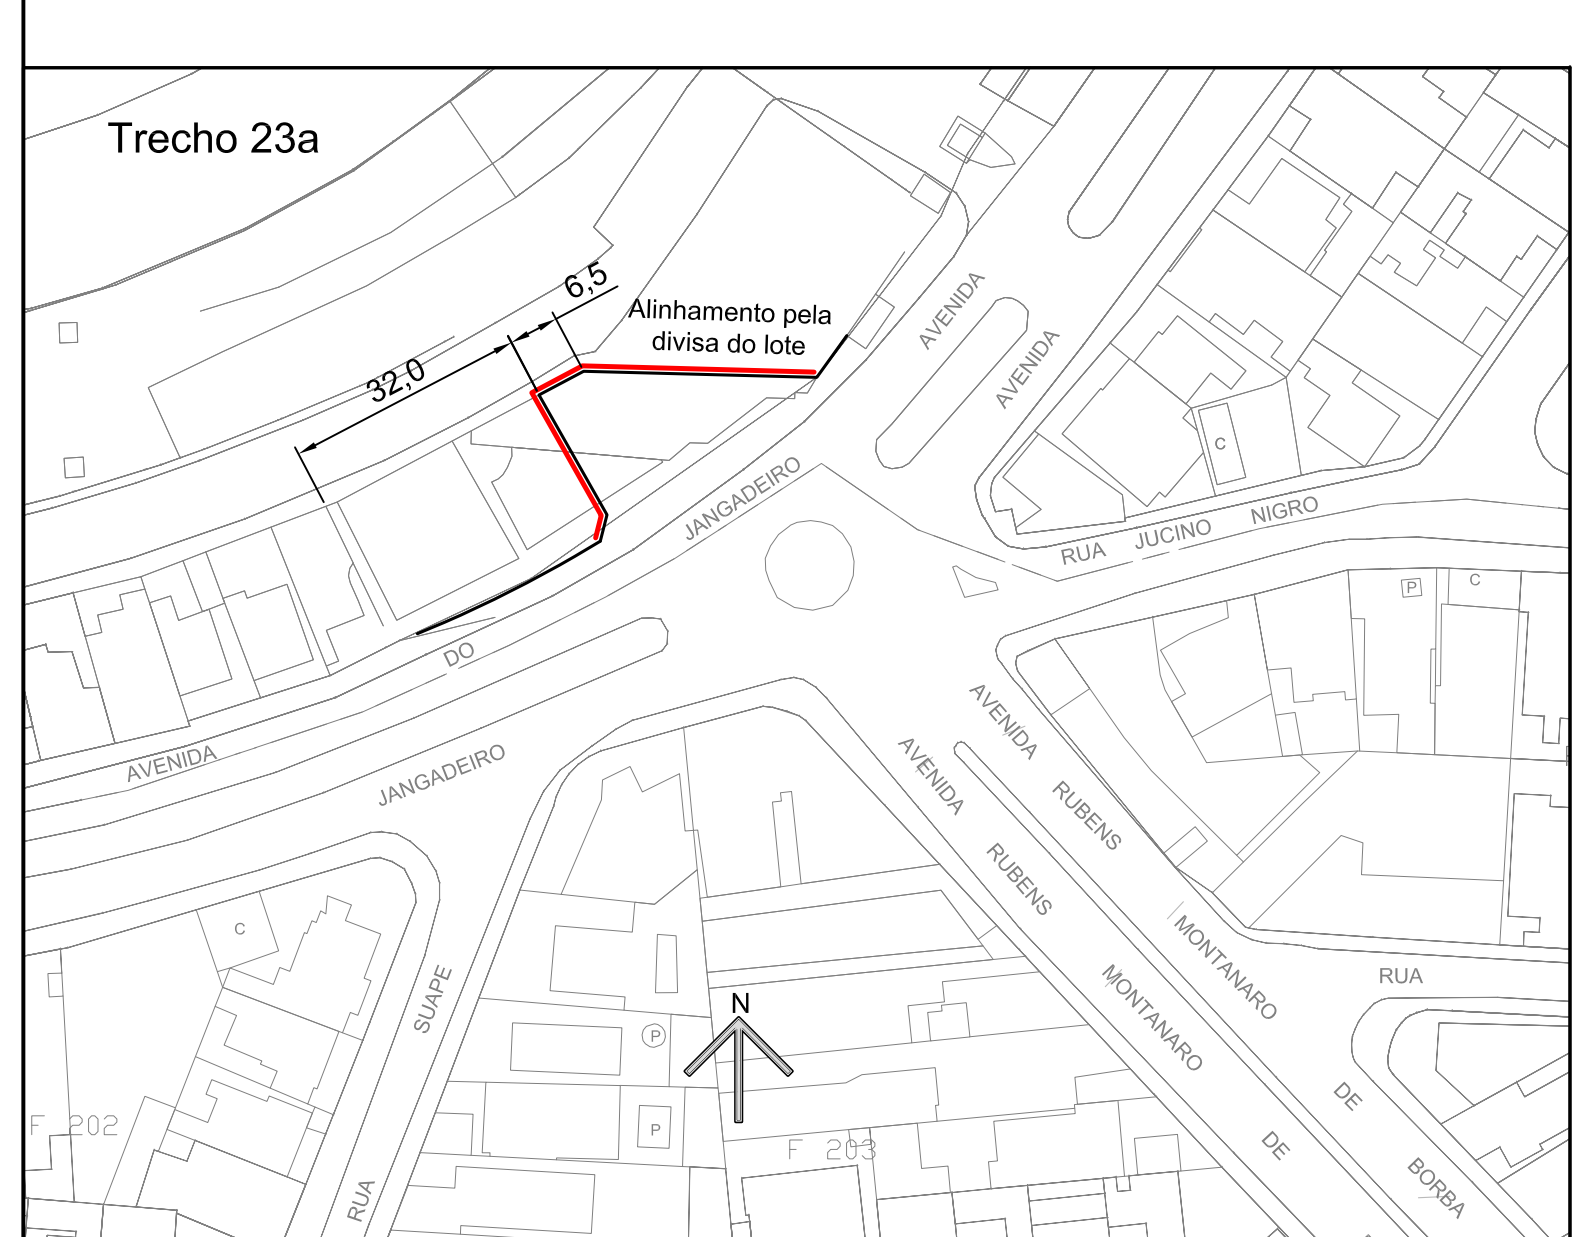 Trecho 23a
6,5
32,0
Alinhamento pela
divisa do lote
AVENIDA
AVENIDA
C
JANGADEIRO
RUA JUCINO NIGRO
DO
AVENIDA
JANGADEIRO
P
C
AVENIDA
RUBENS
MONTANARO
DE
BORBA
AVENIDA
RUBENS
MONTANARO
DE
RUA
C
SUAPE
RUA
N
P
P
F 202
F 203